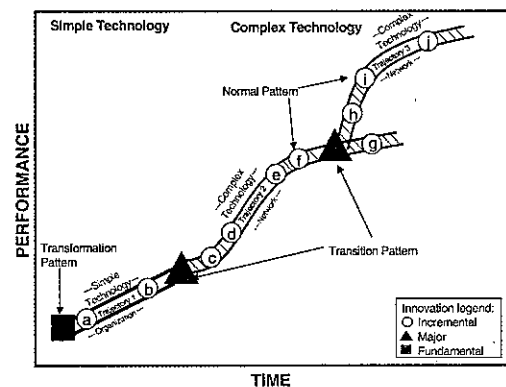 Simple Technology
Complex Technology
PERFORMANCE
---Complex
Technology---
Trajectory 3
---Network---
j
i
Normal Pattern
h
g
f
e
---Complex
Technology---
Trajectory 2
---Network---
d
c
Transition Pattern
Transformation
Pattern
---Simple
Technology---
Trajectory 1
---Organization---
b
a
Innovation legend:
Incremental
Major
Fundamental
TIME